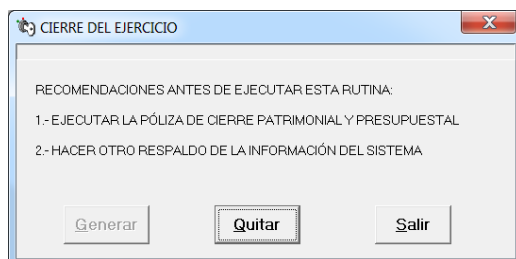 CIERRE DEL EJERCICIO
RECOMENDACIONES ANTES DE EJECUTAR ESTA RUTINA:
1.- EJECUTAR LA PÓLIZA DE CIERRE PATRIMONIAL Y PRESUPUESTAL
2.- HACER OTRO RESPALDO DE LA INFORMACIÓN DEL SISTEMA
Generar Quitar Salir